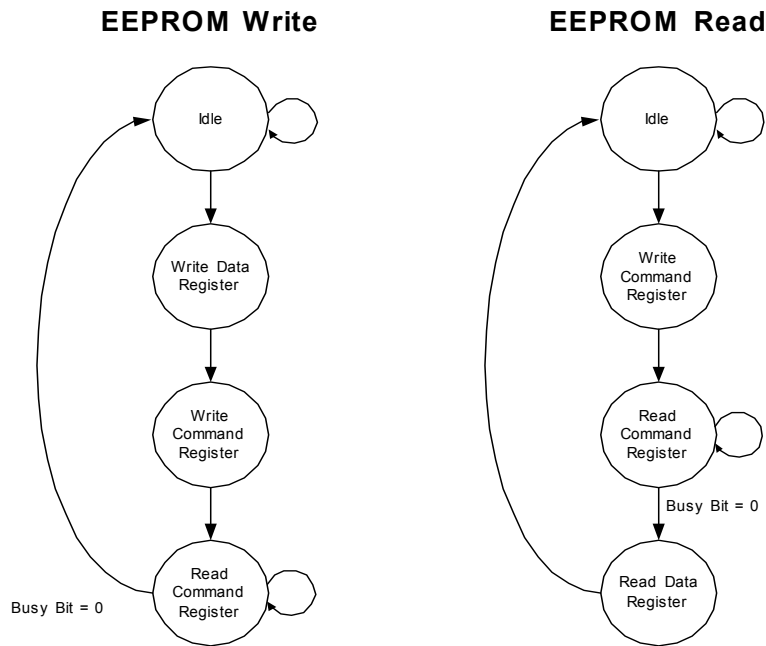 EEPROM Write
Idle
Write Data
Register
Write
Command
Register
Read
Command
Register
Busy Bit = 0
EEPROM Read
Idle
Write
Command
Register
Read
Command
Register
Busy Bit = 0
Read Data
Register